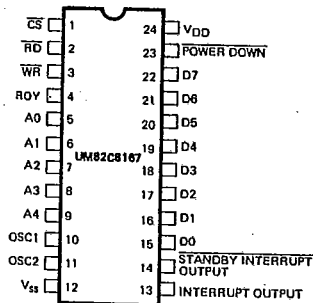 CS 1 24 VDD
RD 2 23 POWER DOWN
WR 3 22 D7
RDY 4 21 D6
A0 5 20 D5
A1 6 19 D4
UM82C8167
A2 7 18 D3
A3 8 17 D2
A4 9 16 D1
OSC1 10 15 D0
OSC2 11 14 STANDBY INTERRUPT
OUTPUT
VSS 12 13 INTERRUPT OUTPUT